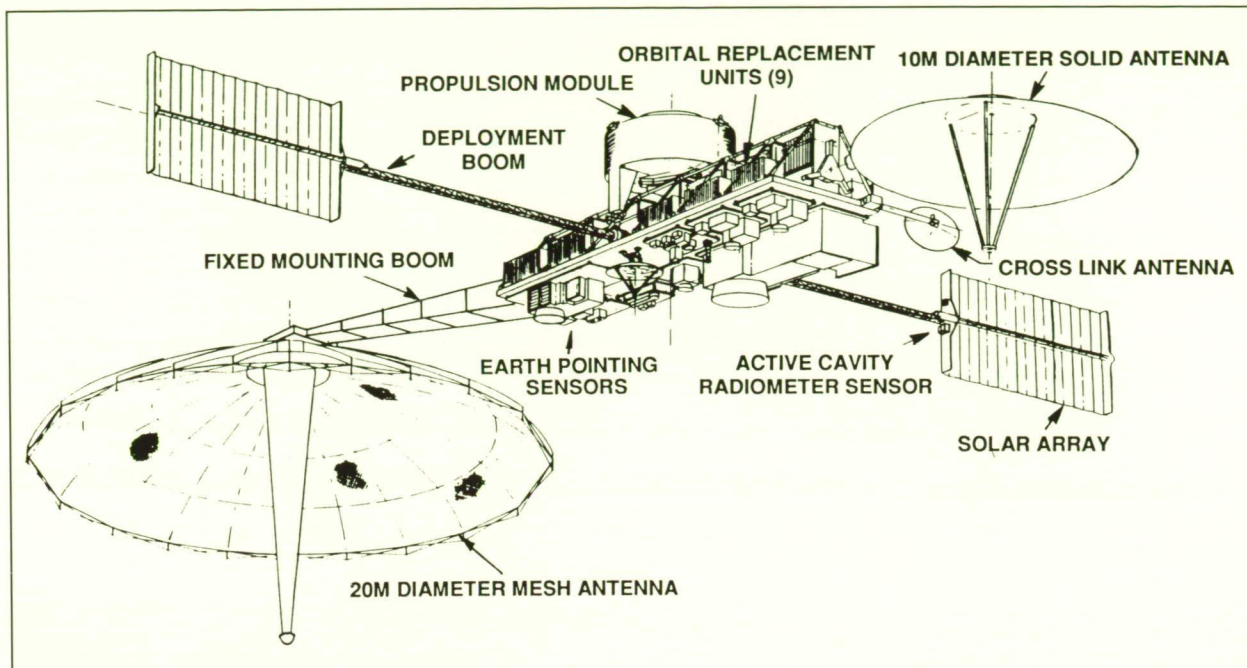 ORBITAL REPLACEMENT
UNITS (9)
10M DIAMETER SOLID ANTENNA
PROPULSION MODULE
DEPLOYMENT
BOOM
FIXED MOUNTING BOOM
CROSS LINK ANTENNA
EARTH POINTING
SENSORS
ACTIVE CAVITY
RADIOMETER SENSOR
SOLAR ARRAY
20M DIAMETER MESH ANTENNA